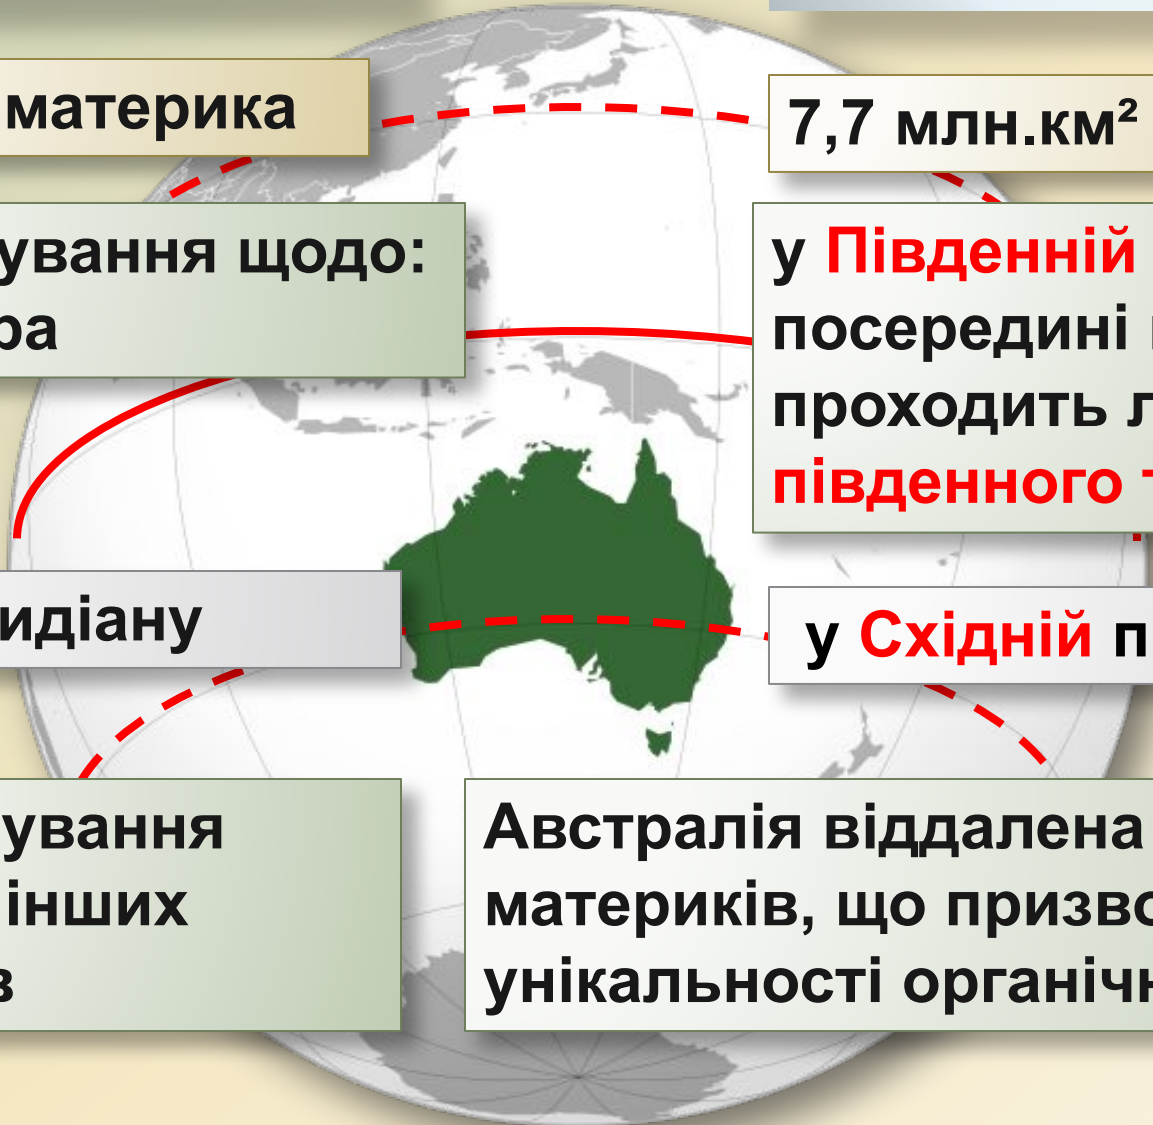 материка
7,7 млн.км²
ування щодо:
ра
у Південній
посередині
проходить л
південного
идіану
у Східній п
ування
інших
в
Австралія віддалена
материків, що призво
унікальності органічн